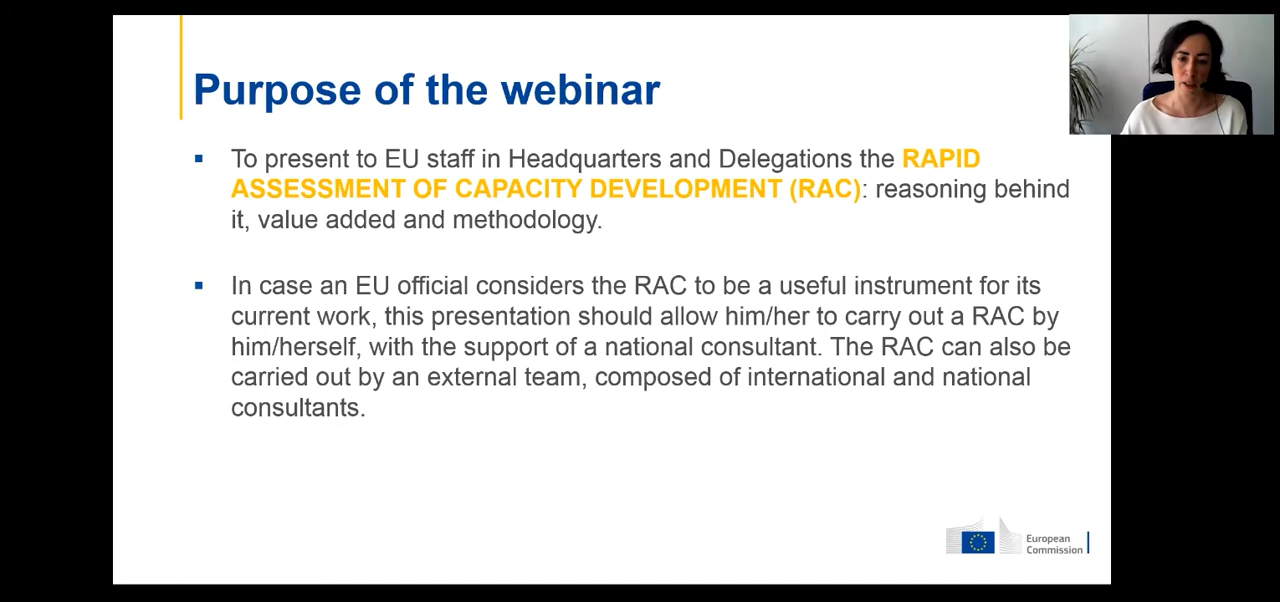 Purpose of the webinar
▪ To present to EU staff in Headquarters and Delegations the RAPID
ASSESSMENT OF CAPACITY DEVELOPMENT (RAC): reasoning behind
it, value added and methodology.
▪ In case an EU official considers the RAC to be a useful instrument for its
current work, this presentation should allow him/her to carry out a RAC by
him/herself, with the support of a national consultant. The RAC can also be
carried out by an external team, composed of international and national
consultants.
European
Commission